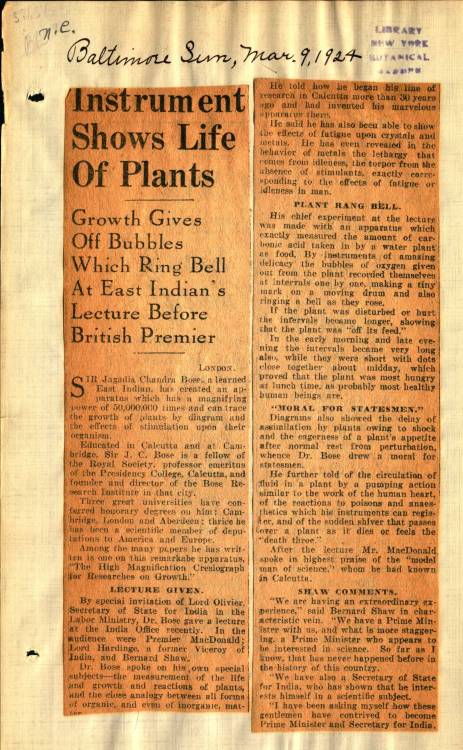 n.c.
Baltimore Sun, Mar. 9, 1924
LIBRARY
NEW YORK
BOTANICAL
GARDEN
Instrument
Shows Life
Of Plants
Growth Gives
Off Bubbles
Which Ring Bell
At East Indian's
Lecture Before
British Premier
LONDON.
SIR Jagadis Chandra Bose, a learned
East Indian, has created an ap-
paratus which has a magnifying
power of 50,000,000 times and can trace
the growth of plants by diagram and
the effects of stimulation upon their
organism.
Educated in Calcutta and at Cam-
bridge, Sir J. C. Bose is a fellow of
the Royal Society, professor emeritus
of the Presidency College, Calcutta, and
founder and director of the Bose Re-
search Institute in that city.
Three great universities have con-
ferred honorary degrees on him: Cam-
bridge, London and Aberdeen; thrice he
has been a scientific member of depu-
tations to America and Europe.
Among the many papers he has writ-
ten is one on this remarkabe apparatus,
"The High Magnification Cresiograph
for Researches on Growth."
LECTURE GIVEN.
By special invitation of Lord Olivier,
Secretary of State for India in the
Labor Ministry, Dr. Bose gave a lecture
at the India Office recently. In the
audience were Premier MacDonald;
Lord Hardinge, a former Viceroy of
India, and Bernard Shaw.
Dr. Bose spoke on his own special
subjects—the measurement of the life
and growth and reactions of plants,
and the close analogy between all forms
of organic, and even of inorganic, mat-
ter.
He told how he began his line of
research in Calcutta more than 30 years
ago and had invented his marvelous
apparatus there.
He said he has also been able to show
the effects of fatigue upon crystals and
metals. He has even revealed in the
behavior of metals the lethargy that
comes from idleness, the torpor from the
absence of stimulants, exactly corre-
sponding to the effects of fatigue or
idleness in man.
PLANT RANG BELL.
His chief experiment at the lecture
was made with an apparatus which
exactly measured the amount of car-
bonic acid taken in by a water plant
as food. By instruments of amazing
delicacy the bubbles of oxygen given
out from the plant recorded themselves
at intervals one by one, making a tiny
mark on a moving drum and also
ringing a bell as they rose.
If the plant was disturbed or hurt
the intervals became longer, showing
that the plant was "off its feed."
In the early morning and late eve-
ning the intervals became very long
also, while they were short with dots
close together about midday, which
proved that the plant was most hungry
at lunch time, as probably most healthy
human beings are.
"MORAL FOR STATESMEN."
Diagrams also showed the delay of
assimilation by plants owing to shock
and the eagerness of a plant's appetite
after normal rest from perturbation,
whence Dr. Bose drew a moral for
statesmen.
He further told of the circulation of
fluid in a plant by a pumping action
similar to the work of the human heart,
of the reactions to poisons and anaes-
thetics which his instruments can regis-
ter, and of the sudden shiver that passes
over a plant as it dies or feels the
"death throe."
After the lecture Mr. MacDonald
spoke in highest praise of the "model
man of science," whom he had known
in Calcutta.
SHAW COMMENTS.
"We are having an extraordinary ex-
perience," said Bernard Shaw in char-
acteristic vein. "We have a Prime Min-
ister with us, and, what is more stagger-
ing, a Prime Minister who appears to
be interested in science. So far as I
know, that has never happened before in
the history of this country.
"We have also a Secretary of State
for India, who has shown that he inter-
ests himself in a scientific subject.
"I have been asking myself how these
gentlemen have contrived to become
Prime Minister and Secretary for India.